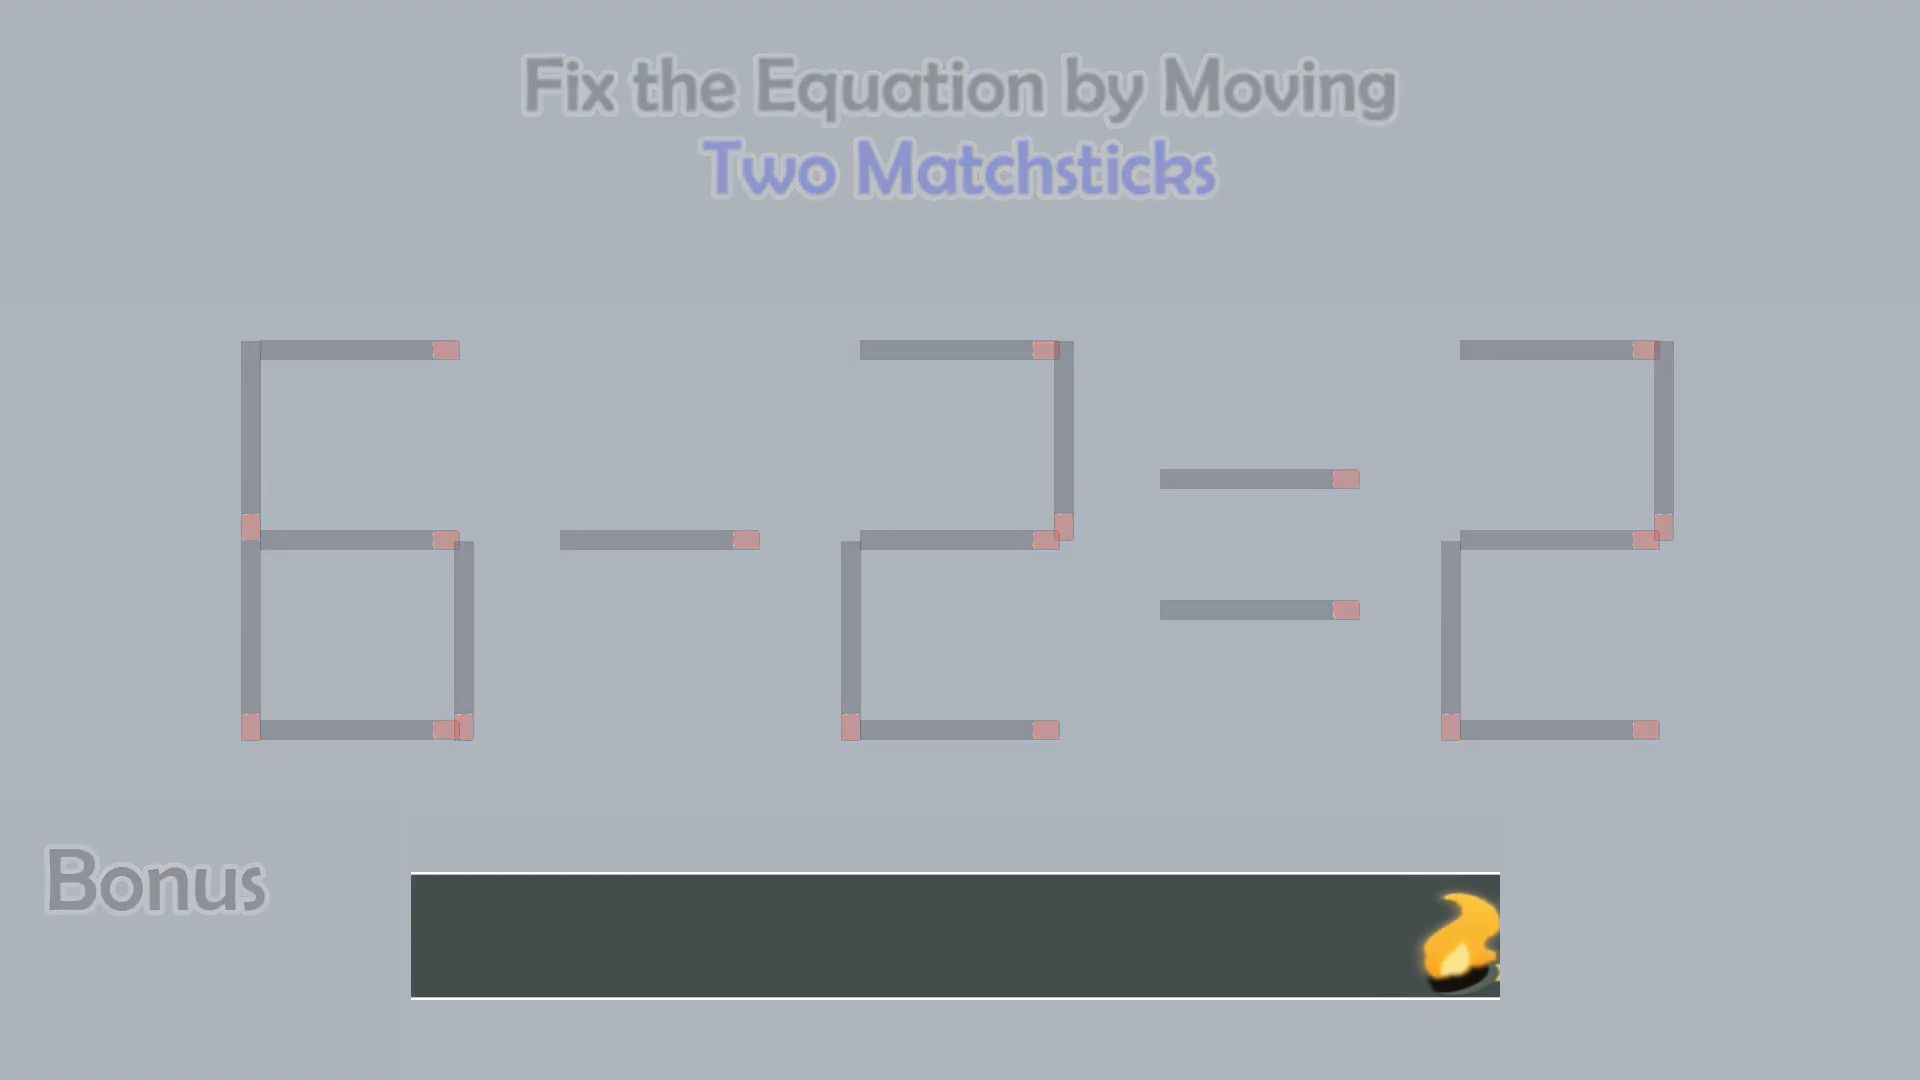 Fix the Equation by Moving
Two Matchsticks
6 - 2 = 2
Bonus